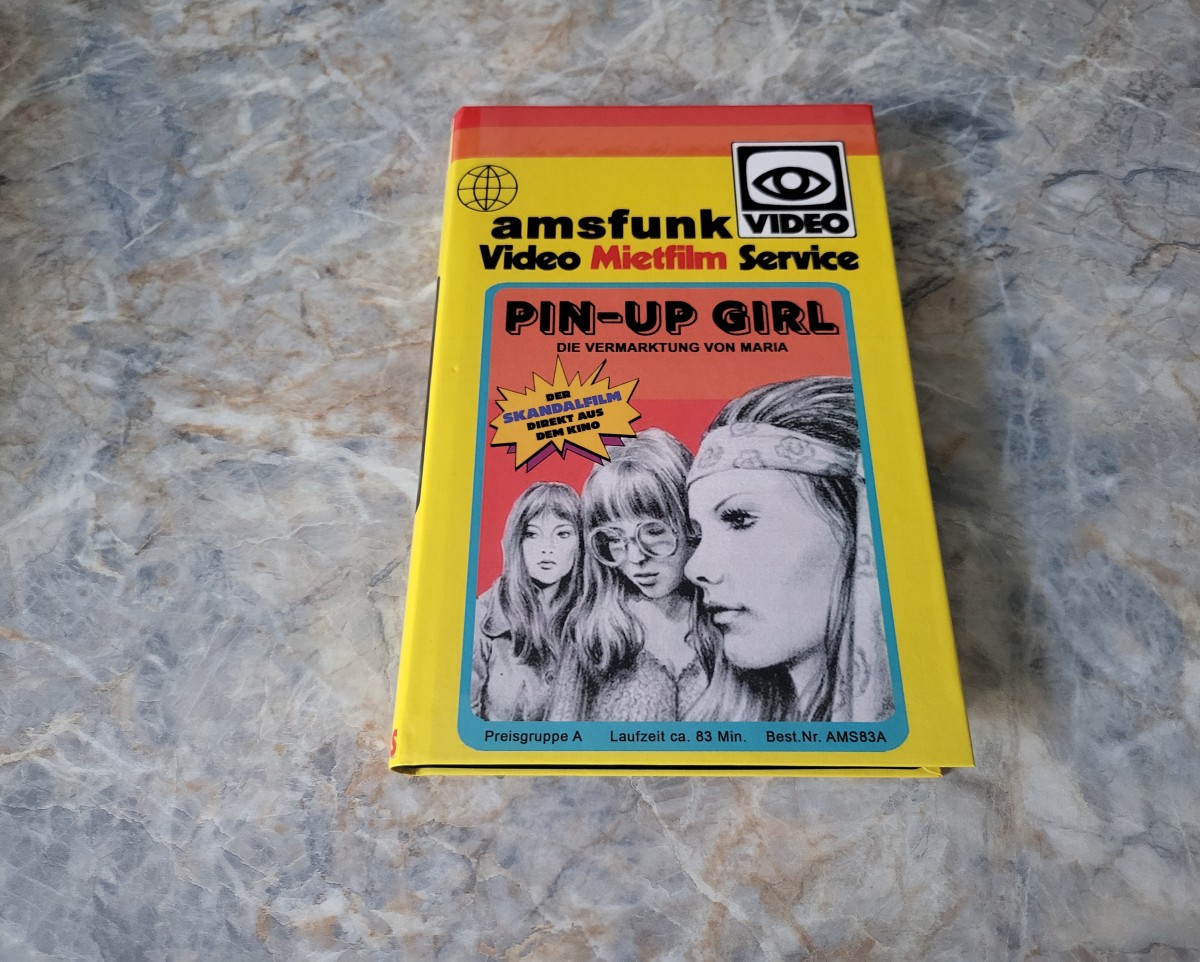 amsfunk
VIDEO
Video Mietfilm Service
PIN-UP GIRL
DIE VERMARKTUNG VON MARIA
DER
SKANDALFILM
DIREKT AUS
DEM KINO
Preisgruppe A Laufzeit ca. 83 Min. Best.Nr. AMS83A
S